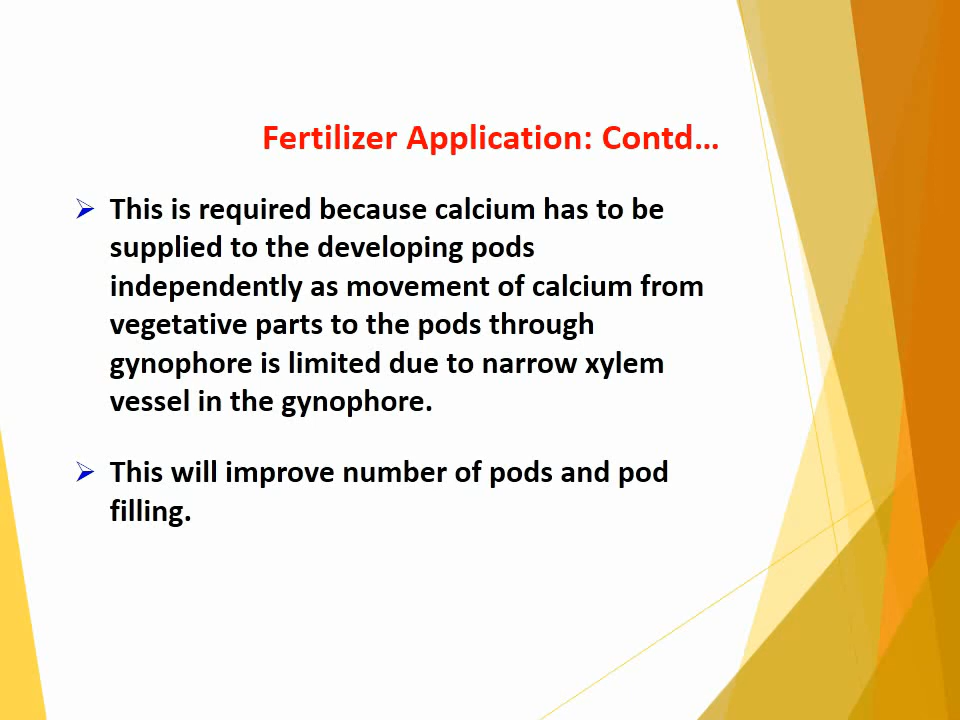 Fertilizer Application: Contd...
This is required because calcium has to be
supplied to the developing pods
independently as movement of calcium from
vegetative parts to the pods through
gynophore is limited due to narrow xylem
vessel in the gynophore.
This will improve number of pods and pod
filling.